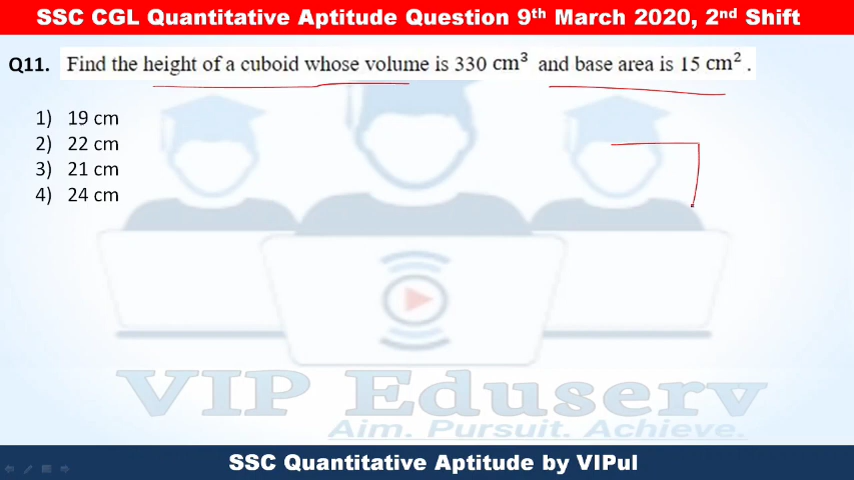 SSC CGL Quantitative Aptitude Question 9th March 2020, 2nd Shift
Q11. Find the height of a cuboid whose volume is 330 cm³ and base area is 15 cm².
1) 19 cm
2) 22 cm
3) 21 cm
4) 24 cm
VIP Eduserv
Aim. Pursuit. Achieve.
SSC Quantitative Aptitude by VIPul